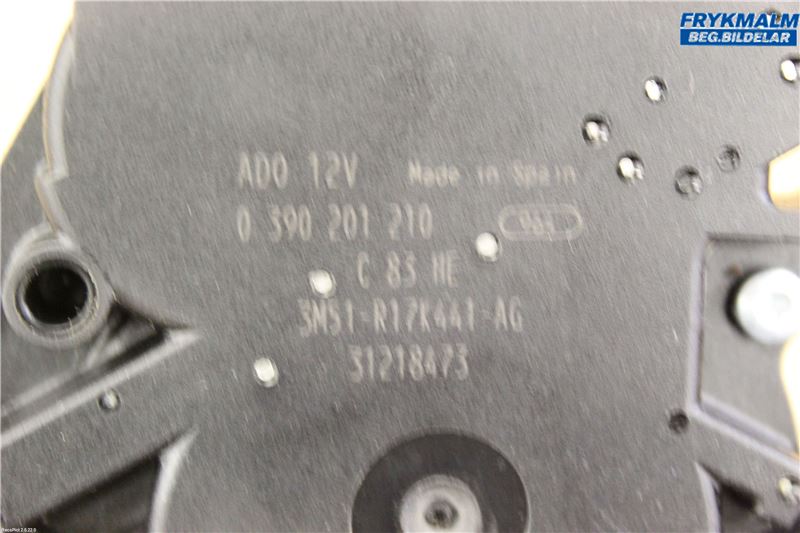 FRYKMALM
BEG.BILDELAR
ADO 12V Made in Spain
0 390 201 210
C 83 HE
3M51-R17K441-AG
31218473